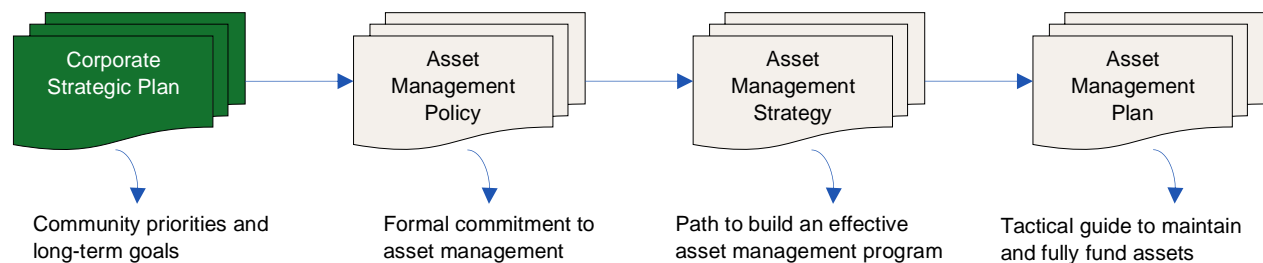 Corporate
Strategic Plan
Asset
Management
Policy
Asset
Management
Strategy
Asset
Management
Plan
Community priorities and
long-term goals
Formal commitment to
asset management
Path to build an effective
asset management program
Tactical guide to maintain
and fully fund assets